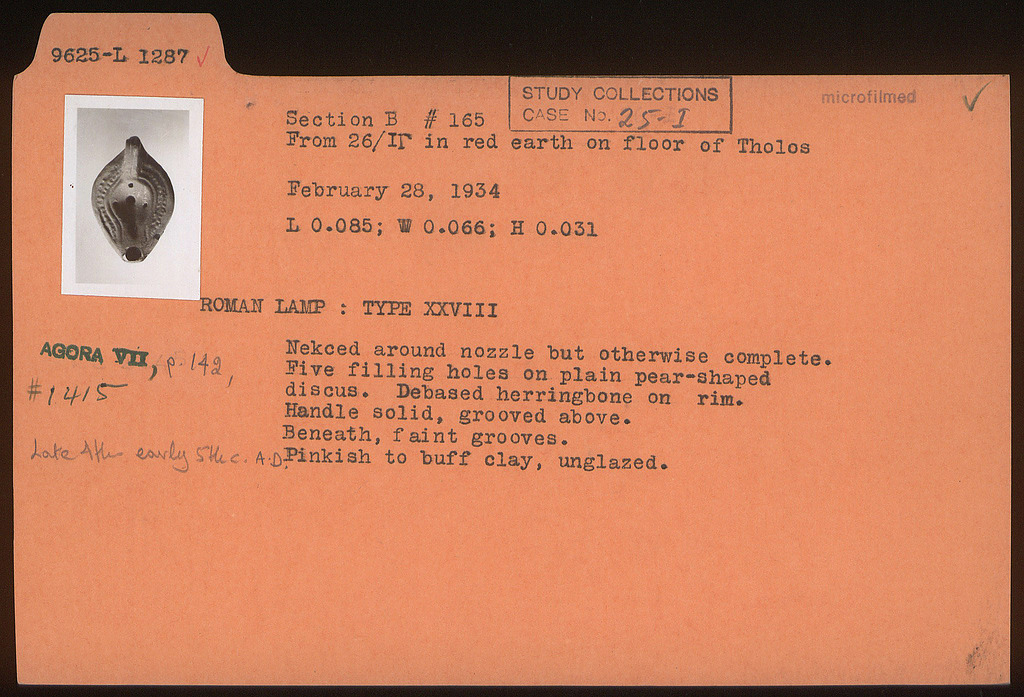 9625-L 1287 ✓
STUDY COLLECTIONS
CASE No. 25-I
microfilmed ✓
Section B # 165
From 26/ΙΓ in red earth on floor of Tholos
February 28, 1934
L 0.085; W 0.066; H 0.031
ROMAN LAMP : TYPE XXVIII
AGORA VII, p. 142,
#1415
Late 4th - early 5th c. A.D.
Nekced around nozzle but otherwise complete.
Five filling holes on plain pear-shaped
discus. Debased herringbone on rim.
Handle solid, grooved above.
Beneath, faint grooves.
Pinkish to buff clay, unglazed.